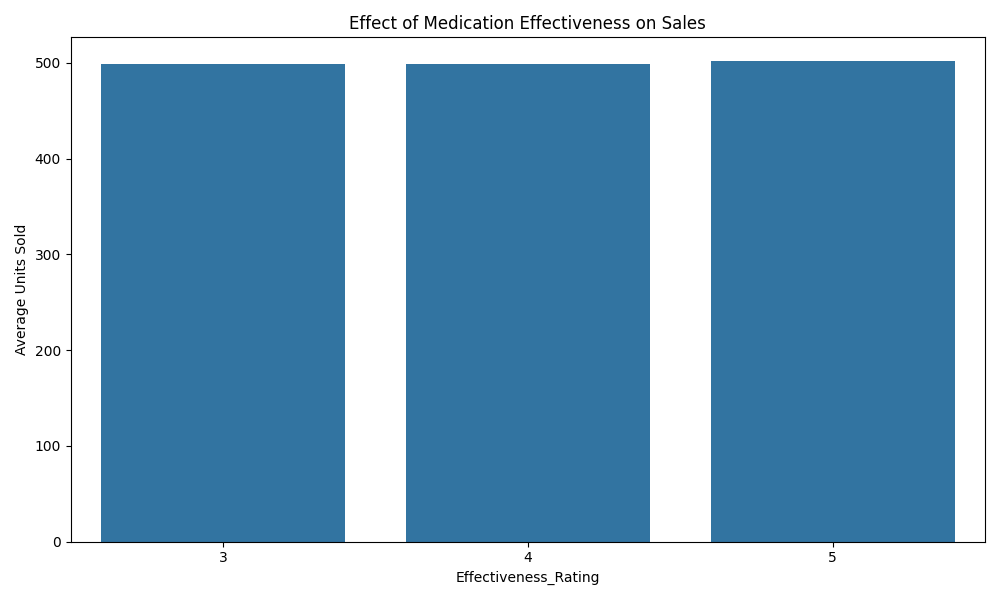 Effect of Medication Effectiveness on Sales
Average Units Sold
500
400
300
200
100
0
3 4 5
Effectiveness_Rating